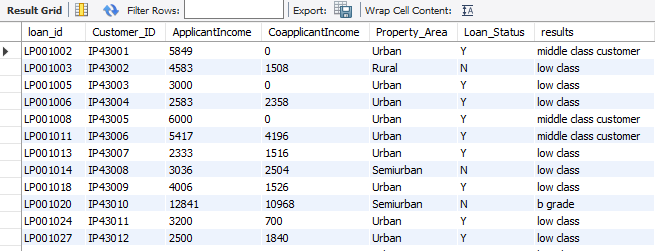 Result Grid Filter Rows: Export: Wrap Cell Content:
loan_id Customer_ID ApplicantIncome CoapplicantIncome Property_Area Loan_Status results
LP001002 IP43001 5849 0 Urban Y middle class customer
LP001003 IP43002 4583 1508 Rural N low class
LP001005 IP43003 3000 0 Urban Y low class
LP001006 IP43004 2583 2358 Urban Y low class
LP001008 IP43005 6000 0 Urban Y middle class customer
LP001011 IP43006 5417 4196 Urban Y middle class customer
LP001013 IP43007 2333 1516 Urban Y low class
LP001014 IP43008 3036 2504 Semiurban N low class
LP001018 IP43009 4006 1526 Urban Y low class
LP001020 IP43010 12841 10968 Semiurban N b grade
LP001024 IP43011 3200 700 Urban Y low class
LP001027 IP43012 2500 1840 Urban Y low class